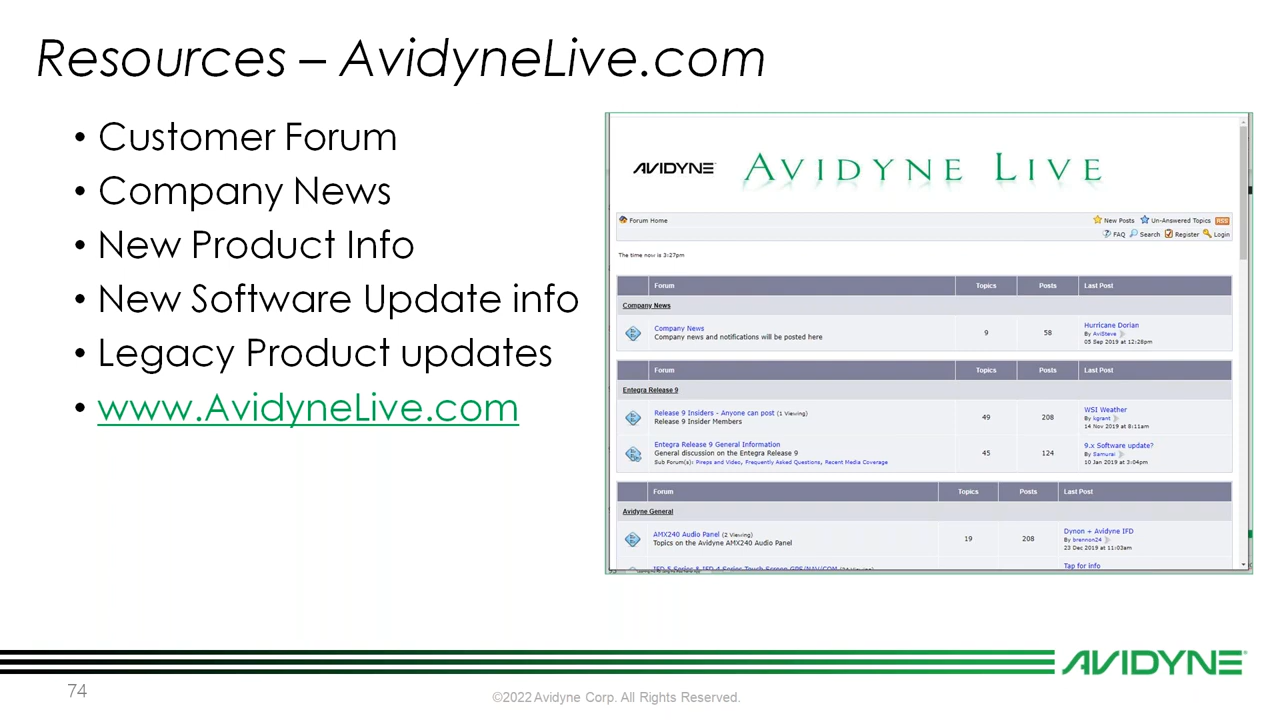 Resources – AvidyneLive.com
• Customer Forum
• Company News
• New Product Info
• New Software Update info
• Legacy Product updates
• www.AvidyneLive.com
AVIDYNE AVIDYNE LIVE
Forum Home
New Posts Un-Answered Topics RSS
FAQ Search Register Login
The time now is 3:27pm
Forum Topics Posts Last Post
Company News
Company News 9 58 Hurricane Dorian
Company news and notifications will be posted here
By AviSteve
05 Sep 2019 at 12:28pm
Forum Topics Posts Last Post
Entegra Release 9
Release 9 Insiders - Anyone can post (1 Viewing) 49 208 WSI Weather
Release 9 Insider Members
By kgrant
14 Nov 2019 at 8:11am
Entegra Release 9 General Information 45 124 9.x Software update?
General discussion on the Entegra Release 9
By Samurai
Sub Forum(s): Pireps and Video, Frequently Asked Questions, Recent Media Coverage
10 Jan 2019 at 3:04pm
Forum Topics Posts Last Post
Avidyne General
AMX240 Audio Panel (2 Viewing) 19 208 Dynon + Avidyne IFD
Topics on the Avidyne AMX240 Audio Panel
By brennon24
23 Dec 2019 at 11:03am
Tap for info
AVIDYNE
74
©2022 Avidyne Corp. All Rights Reserved.